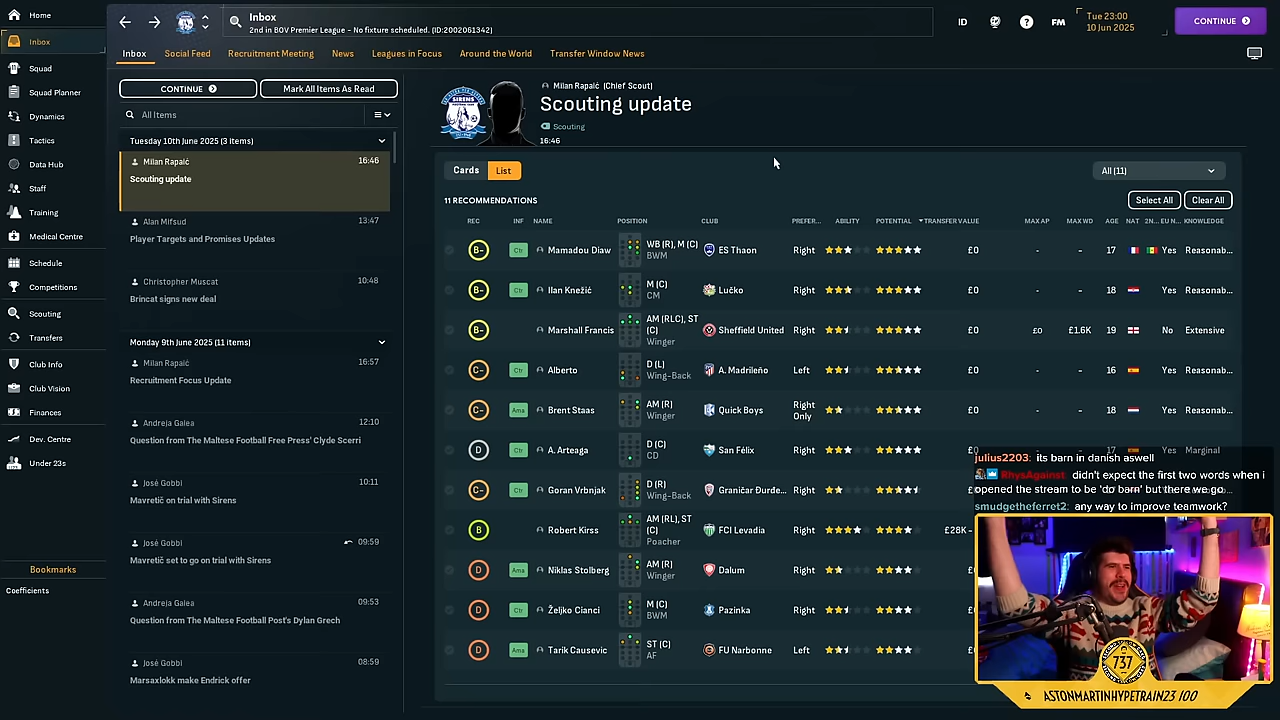 Home
Inbox
Squad
Squad Planner
Dynamics
Tactics
Data Hub
Staff
Training
Medical Centre
Schedule
Competitions
Scouting
Transfers
Club Info
Club Vision
Finances
Dev. Centre
Under 23s
Bookmarks
Coefficients
Inbox
2nd in BOV Premier League - No fixture scheduled. (ID:2002061342)
ID
?
FM
Tue 23:00
10 Jun 2025
CONTINUE
Inbox Social Feed Recruitment Meeting News Leagues in Focus Around the World Transfer Window News
CONTINUE
Mark All Items As Read
All Items
Tuesday 10th June 2025 (3 Items)
Milan Rapaić 16:46
Scouting update
Alan Mifsud 13:47
Player Targets and Promises Updates
Christopher Muscat 10:48
Brincat signs new deal
Monday 9th June 2025 (11 items)
Milan Rapaić 16:57
Recruitment Focus Update
Andreja Galea 12:10
Question from The Maltese Football Free Press' Clyde Scerri
José Gobbi 10:11
Mavretič on trial with Sirens
José Gobbi 09:59
Mavretič set to go on trial with Sirens
Andreja Galea 09:53
Question from The Maltese Football Post's Dylan Grech
José Gobbi 08:59
Marsaxlokk make Endrick offer
SIRENS
Milan Rapaić (Chief Scout)
Scouting update
Scouting
16:46
Cards List
All (11)
11 RECOMMENDATIONS
Select All Clear All
REC INF NAME POSITION CLUB PREFER... ABILITY POTENTIAL TRANSFER VALUE MAX AP MAX WD AGE NAT 2N... EU N... KNOWLEDGE
B- Ctr Mamadou Diaw WB (R), M (C) BWM ES Thaon Right £0 - - 17 Yes Reasonab...
B- Ctr Ilan Knežić M (C) CM Lučko Right £0 - - 18 Yes Reasonab...
B- Marshall Francis AM (RLC), ST (C) Winger Sheffield United Right £0 £0 £1.6K 19 No Extensive
C- Ctr Alberto D (L) Wing-Back A. Madrileño Left £0 - - 16 Yes Reasonab...
C- Ama Brent Staas AM (R) Winger Quick Boys Right Only £0 - - 18 Yes Reasonab...
D Ctr A. Arteaga D (C) CD San Félix Right £0 - - 17 Yes Marginal
C- Ctr Goran Vrbnjak D (R) Wing-Back Graničar Đurđe... Right
B Robert Kirss AM (RL), ST (C) Poacher FCI Levadia Right £28K -
D Ama Niklas Stolberg AM (R) Winger Dalum Right
D Ctr Željko Cianci M (C) BWM Pazinka Right
D Ama Tarik Causevic ST (C) AF FU Narbonne Left
julius2203: its barn in danish aswell
RhysAgainst: didn't expect the first two words when i
opened the stream to be 'do barn' but there we go
smudgetheferret2: any way to improve teamwork?
737
ASTONMARTINHYPETRAIN23 100